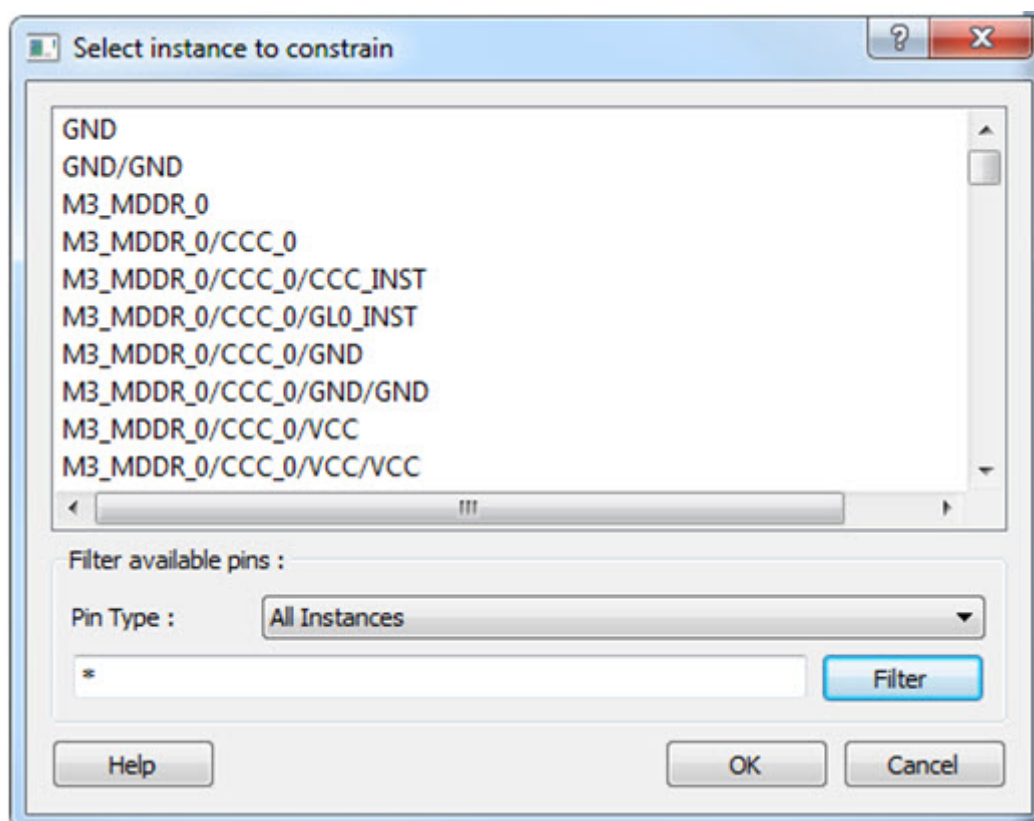 Select instance to constrain
GND
GND/GND
M3_MDDR_0
M3_MDDR_0/CCC_0
M3_MDDR_0/CCC_0/CCC_INST
M3_MDDR_0/CCC_0/GL0_INST
M3_MDDR_0/CCC_0/GND
M3_MDDR_0/CCC_0/GND/GND
M3_MDDR_0/CCC_0/VCC
M3_MDDR_0/CCC_0/VCC/VCC
Filter available pins :
Pin Type : All Instances
* Filter
Help OK Cancel